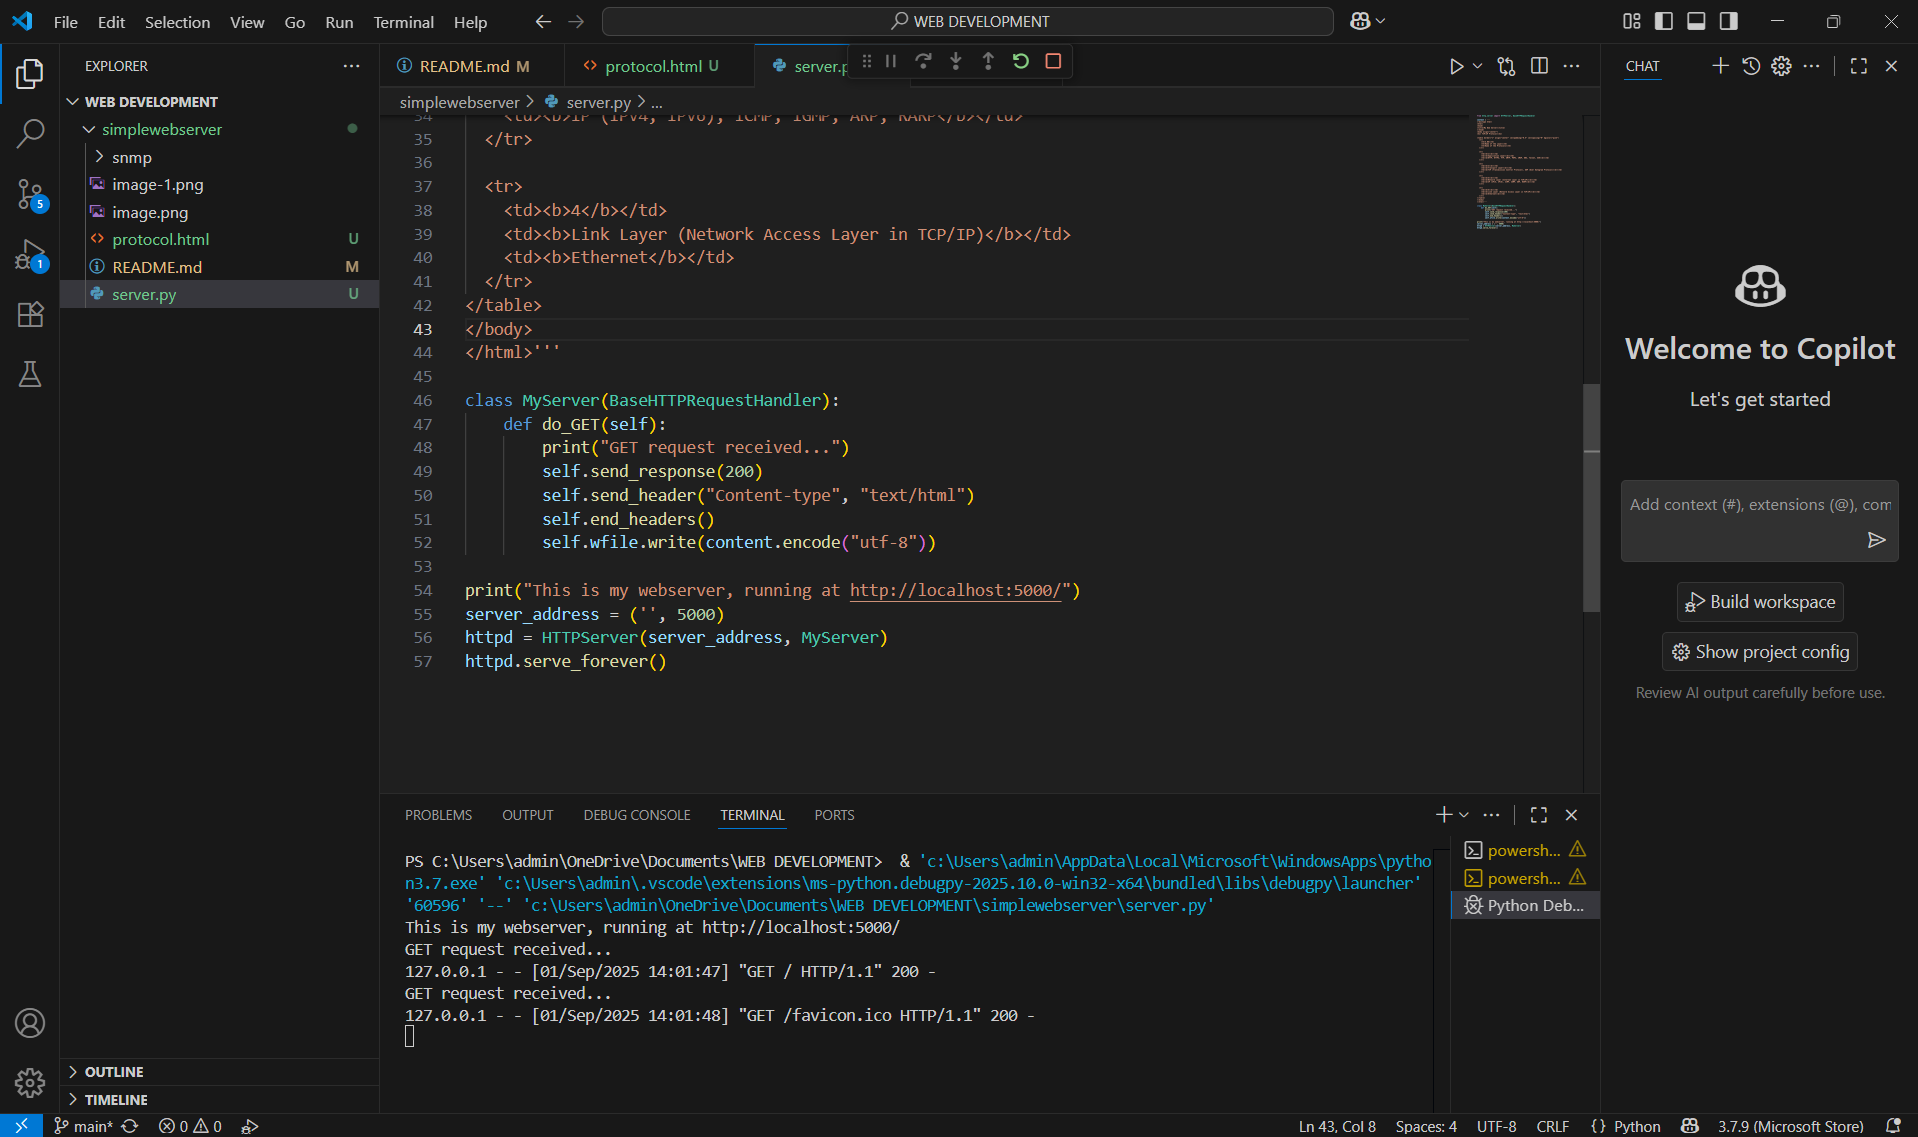 File Edit Selection View Go Run Terminal Help
WEB DEVELOPMENT
EXPLORER
WEB DEVELOPMENT
simplewebserver
snmp
image-1.png
image.png
protocol.html U
README.md M
server.py U
5
1
OUTLINE
TIMELINE
README.md M
protocol.html U
server.p
simplewebserver > server.py > ...
34 <td><b>IP (IPv4, IPv6), ICMP, IGMP, ARP, RARP</b></td>
35 </tr>
36
37 <tr>
38 <td><b>4</b></td>
39 <td><b>Link Layer (Network Access Layer in TCP/IP)</b></td>
40 <td><b>Ethernet</b></td>
41 </tr>
42 </table>
43 </body>
44 </html>'''
45
46 class MyServer(BaseHTTPRequestHandler):
47 def do_GET(self):
48 print("GET request received...")
49 self.send_response(200)
50 self.send_header("Content-type", "text/html")
51 self.end_headers()
52 self.wfile.write(content.encode("utf-8"))
53
54 print("This is my webserver, running at http://localhost:5000/")
55 server_address = ('', 5000)
56 httpd = HTTPServer(server_address, MyServer)
57 httpd.serve_forever()
PROBLEMS OUTPUT DEBUG CONSOLE TERMINAL PORTS
PS C:\Users\admin\OneDrive\Documents\WEB DEVELOPMENT> & 'c:\Users\admin\AppData\Local\Microsoft\WindowsApps\pytho
n3.7.exe' 'c:\Users\admin\.vscode\extensions\ms-python.debugpy-2025.10.0-win32-x64\bundled\libs\debugpy\launcher'
'60596' '--' 'c:\Users\admin\OneDrive\Documents\WEB DEVELOPMENT\simplewebserver\server.py'
This is my webserver, running at http://localhost:5000/
GET request received...
127.0.0.1 - - [01/Sep/2025 14:01:47] "GET / HTTP/1.1" 200 -
GET request received...
127.0.0.1 - - [01/Sep/2025 14:01:48] "GET /favicon.ico HTTP/1.1" 200 -
powersh...
powersh...
Python Deb...
CHAT
Welcome to Copilot
Let's get started
Add context (#), extensions (@), com
Build workspace
Show project config
Review AI output carefully before use.
main* 0 0
Ln 43, Col 8 Spaces: 4 UTF-8 CRLF {} Python 3.7.9 (Microsoft Store)